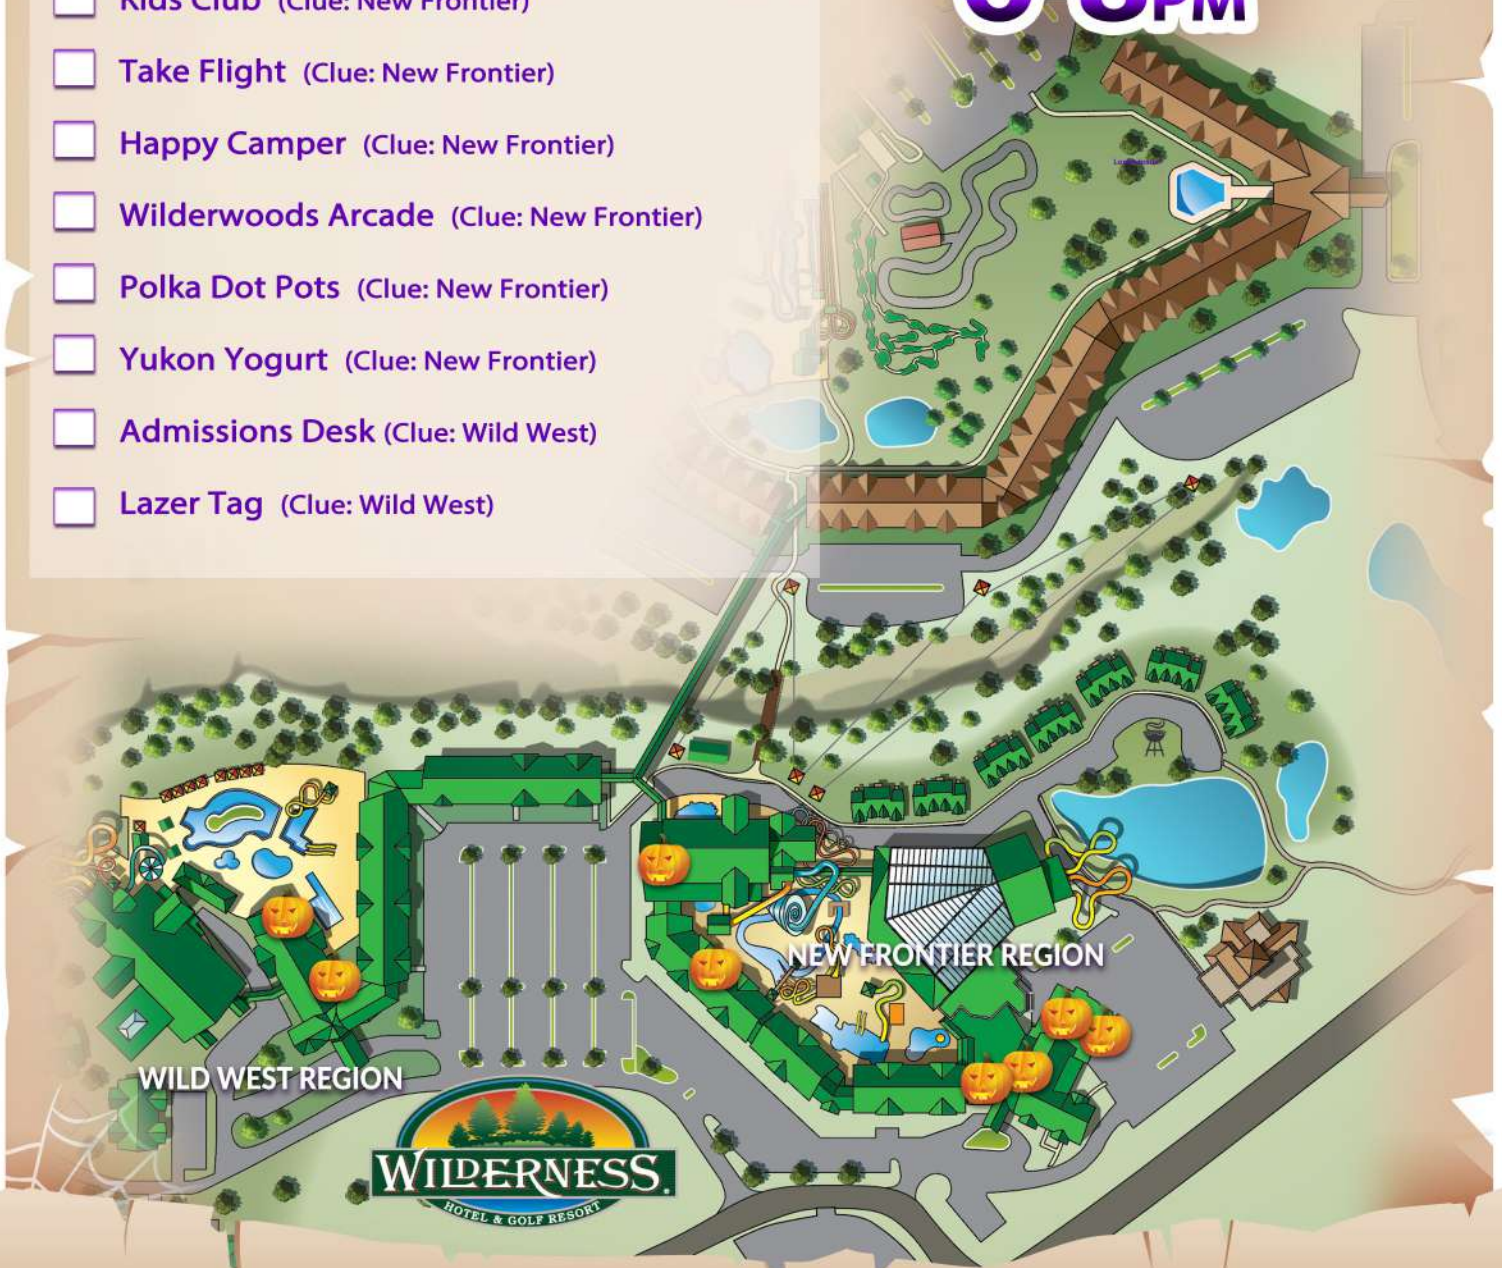 Kids Club (Clue: New Frontier)
6-8PM
Take Flight (Clue: New Frontier)
Happy Camper (Clue: New Frontier)
Wilderwoods Arcade (Clue: New Frontier)
Polka Dot Pots (Clue: New Frontier)
Yukon Yogurt (Clue: New Frontier)
Admissions Desk (Clue: Wild West)
Lazer Tag (Clue: Wild West)
NEW FRONTIER REGION
WILD WEST REGION
WILDERNESS
HOTEL & GOLF RESORT